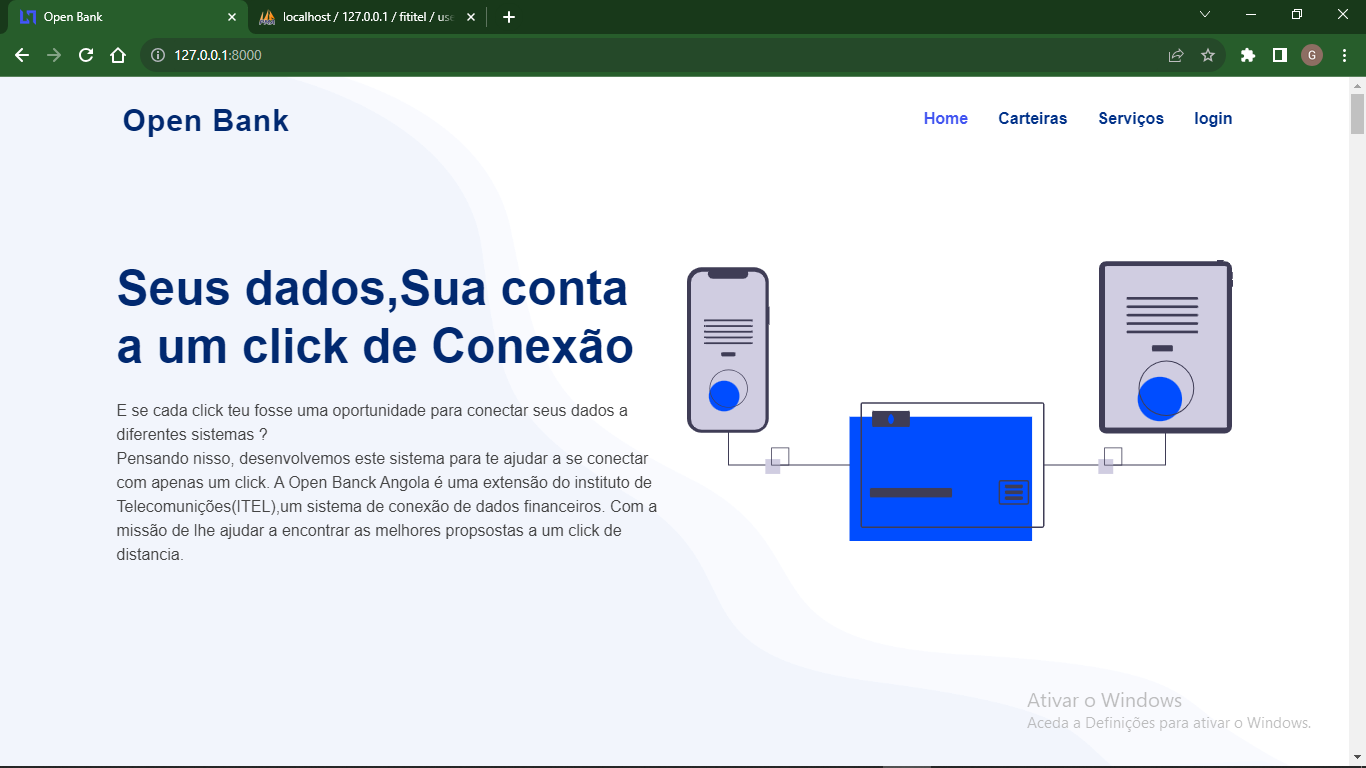 Open Bank
localhost / 127.0.0.1 / fititel / use
127.0.0.1:8000
G
Open Bank
Home
Carteiras
Serviços
login
Seus dados,Sua conta
a um click de Conexão
E se cada click teu fosse uma oportunidade para conectar seus dados a
diferentes sistemas ?
Pensando nisso, desenvolvemos este sistema para te ajudar a se conectar
com apenas um click. A Open Banck Angola é uma extensão do instituto de
Telecomunições(ITEL),um sistema de conexão de dados financeiros. Com a
missão de lhe ajudar a encontrar as melhores propsostas a um click de
distancia.
Ativar o Windows
Aceda a Definições para ativar o Windows.